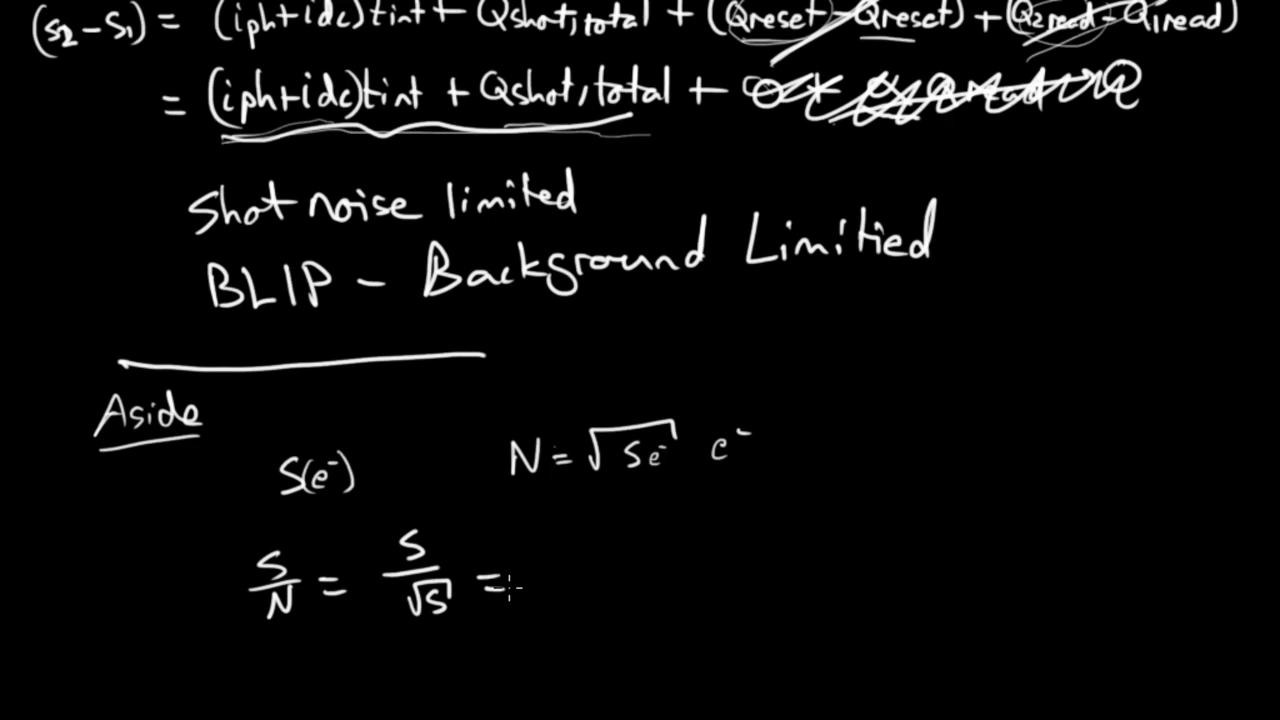 (s2-s1) = (iph+idc)tint + Qshot,total + (Qreset - Qreset) + (Q2read - Q1read)
= (iph+idc)tint + Qshot,total +
Shot noise limited
BLIP - Background Limitied
Aside
S(e-) N = √Se- e-
S/N = S/√S =